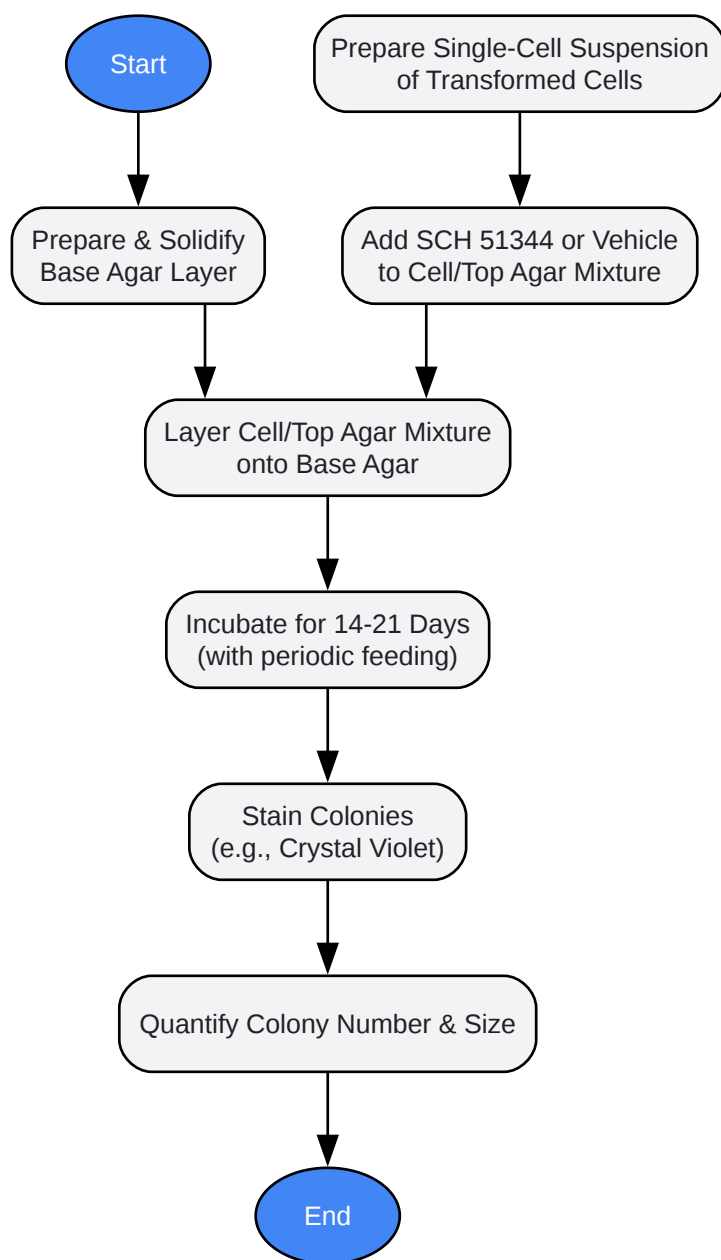 Start
Prepare Single-Cell Suspension
of Transformed Cells
Prepare & Solidify
Base Agar Layer
Add SCH 51344 or Vehicle
to Cell/Top Agar Mixture
Layer Cell/Top Agar Mixture
onto Base Agar
Incubate for 14-21 Days
(with periodic feeding)
Stain Colonies
(e.g., Crystal Violet)
Quantify Colony Number & Size
End